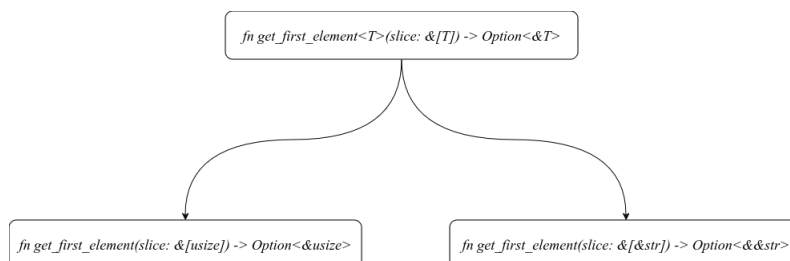 fn get_first_element<T>(slice: &[T]) -> Option<&T>
fn get_first_element(slice: &[usize]) -> Option<&usize>
fn get_first_element(slice: &[&str]) -> Option<&&str>